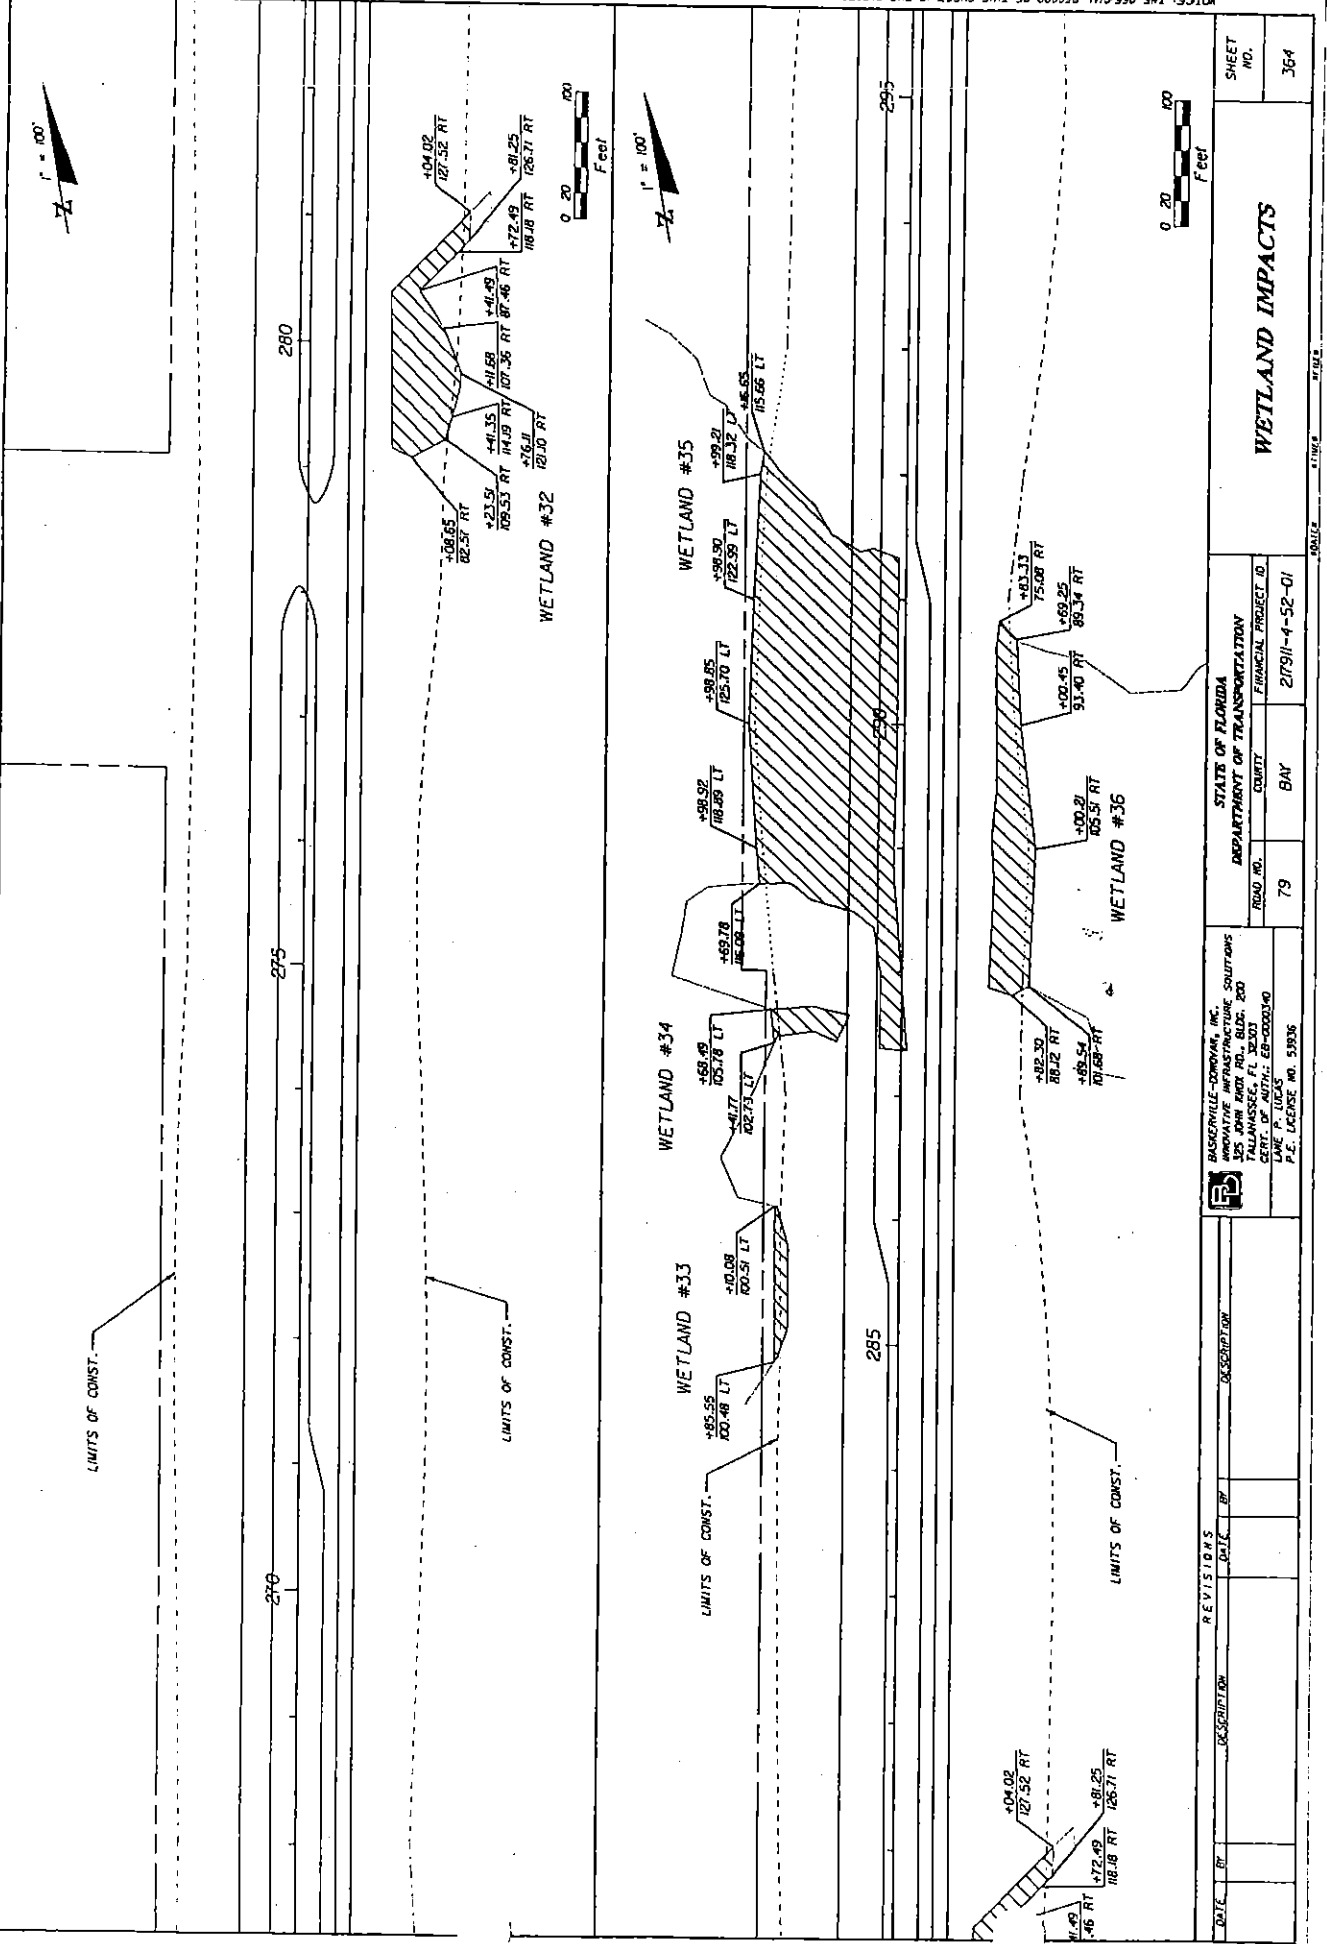 1" = 100'
N
LIMITS OF CONST.
LIMITS OF CONST.
270
275
280
+08.65
82.57 RT
+23.51
109.53 RT
+41.35
114.19 RT
+76.11
121.10 RT
+11.68
107.36 RT
+41.49
87.46 RT
+72.49
118.18 RT
+81.25
126.71 RT
+04.02
127.52 RT
WETLAND #32
0 20 100
Feet
1" = 100'
N
LIMITS OF CONST.
+85.55
100.48 LT
WETLAND #33
+10.08
100.51 LT
+41.77
102.73 LT
+68.49
105.78 LT
WETLAND #34
+69.78
+98.92
118.89 LT
+98.85
125.70 LT
+98.90
122.99 LT
WETLAND #35
+99.21
118.32 LT
+16.65
115.66 LT
285
290
295
+04.02
127.52 RT
+81.25
126.71 RT
+72.49
118.18 RT
LIMITS OF CONST.
+82.30
88.12 RT
+89.54
101.68 RT
+00.21
105.51 RT
WETLAND #36
+00.45
93.40 RT
+69.25
89.34 RT
+83.33
75.08 RT
0 20 100
Feet
REVISIONS
DATE BY DESCRIPTION DATE BY DESCRIPTION
BASKERVILLE-DONOVAN, INC.
INNOVATIVE INFRASTRUCTURE SOLUTIONS
325 JOHN KNOX RD., BLDG. 200
TALLAHASSEE, FL 32303
CERT. OF AUTH.: EB-0000340
LANE P. LUCAS
P.E. LICENSE NO. 53936
STATE OF FLORIDA
DEPARTMENT OF TRANSPORTATION
ROAD NO. COUNTY FINANCIAL PROJECT ID
79 BAY 217911-4-52-01
WETLAND IMPACTS
SHEET
NO.
364